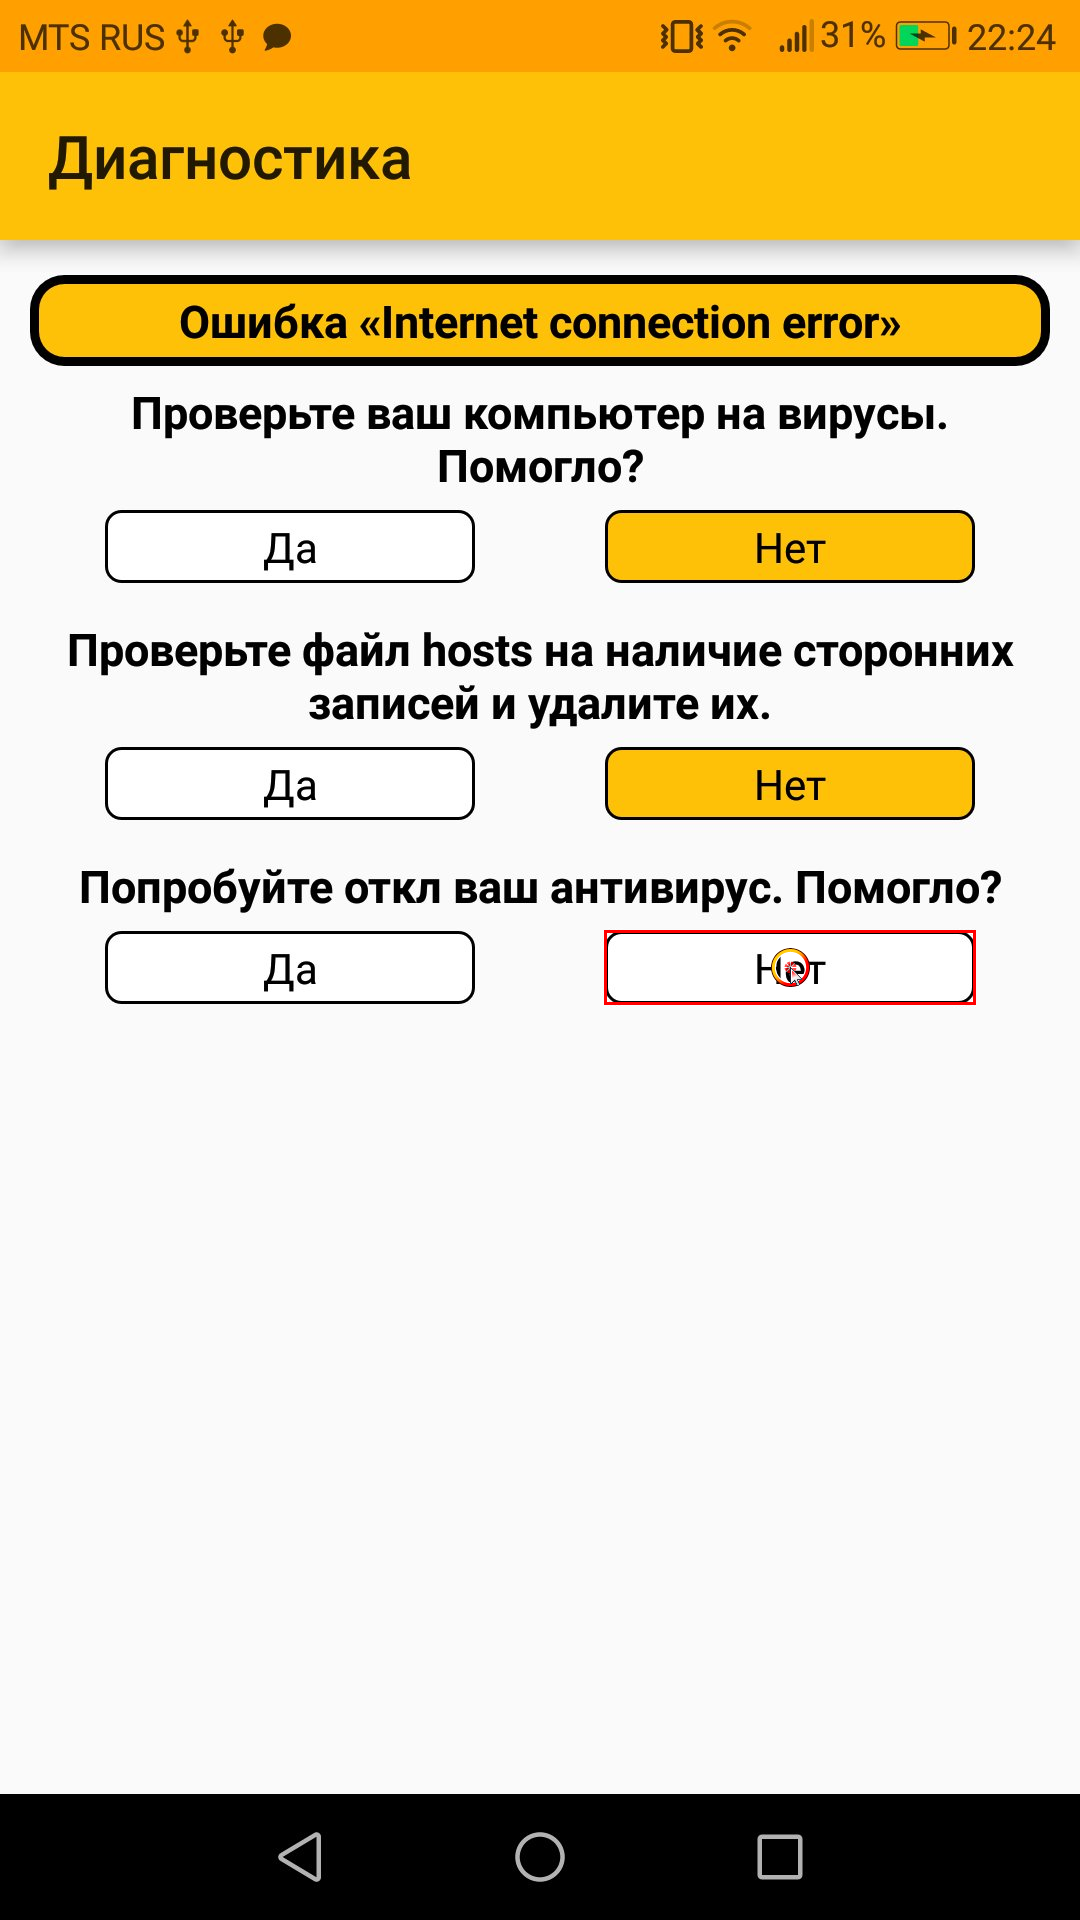 MTS RUS 31% 22:24
Диагностика
Ошибка «Internet connection error»
Проверьте ваш компьютер на вирусы.
Помогло?
Да Нет
Проверьте файл hosts на наличие сторонних
записей и удалите их.
Да Нет
Попробуйте откл ваш антивирус. Помогло?
Да Нет